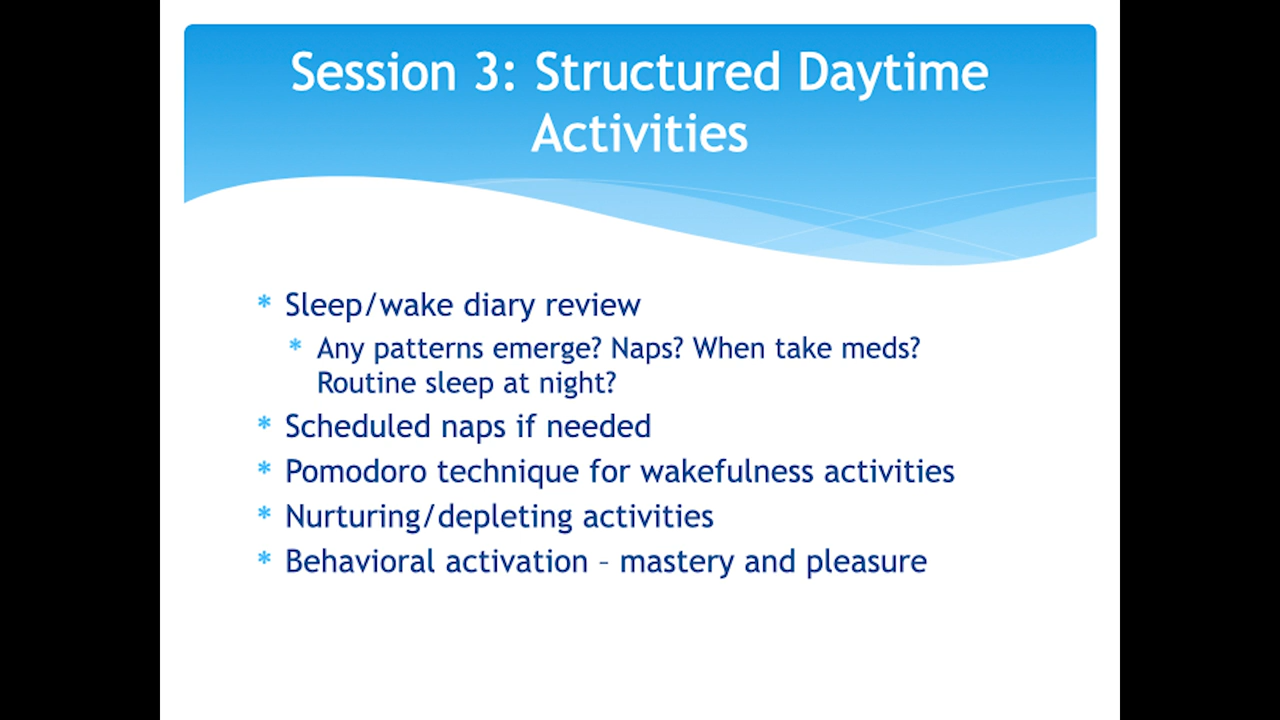 Session 3: Structured Daytime
Activities
* Sleep/wake diary review
* Any patterns emerge? Naps? When take meds?
Routine sleep at night?
* Scheduled naps if needed
* Pomodoro technique for wakefulness activities
* Nurturing/depleting activities
* Behavioral activation – mastery and pleasure